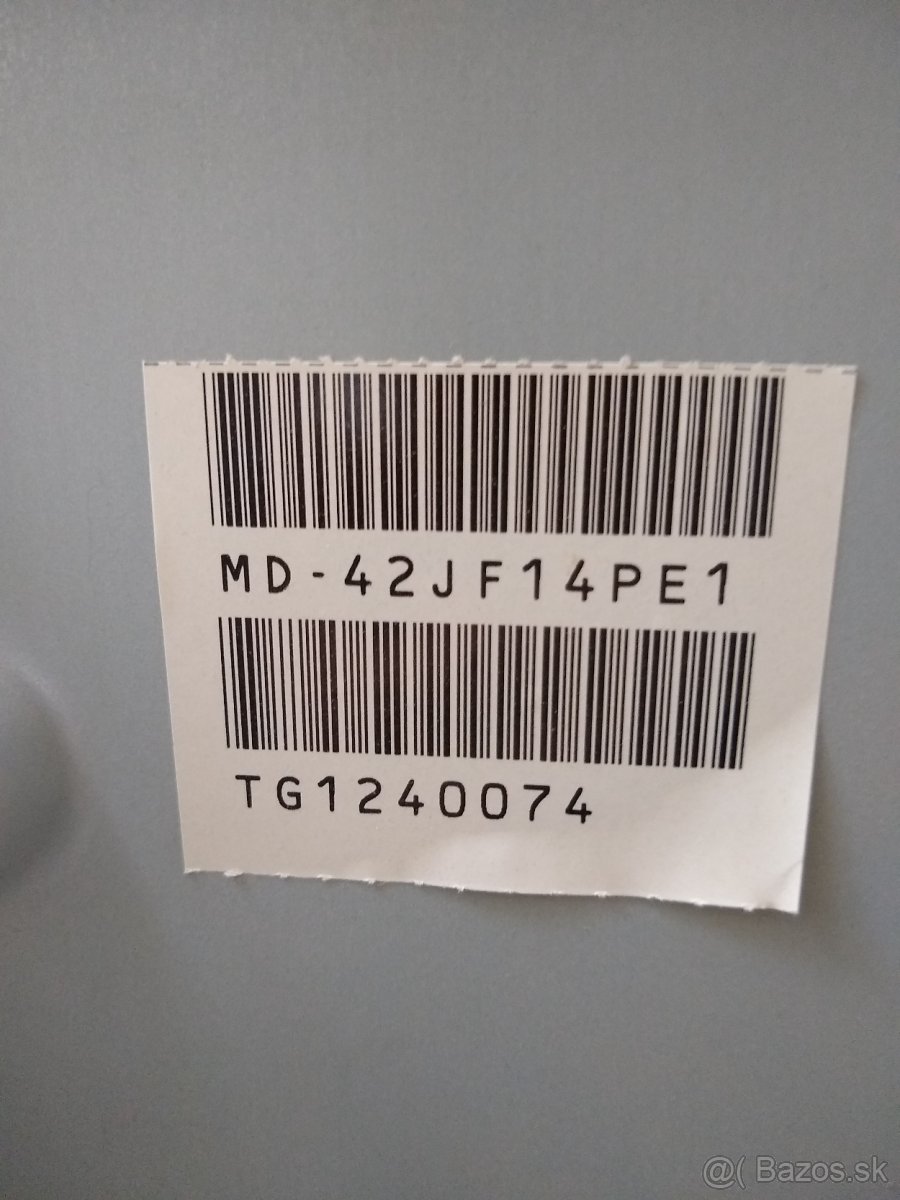 MD-42JF14PE1
TG1240074
@( Bazos.sk